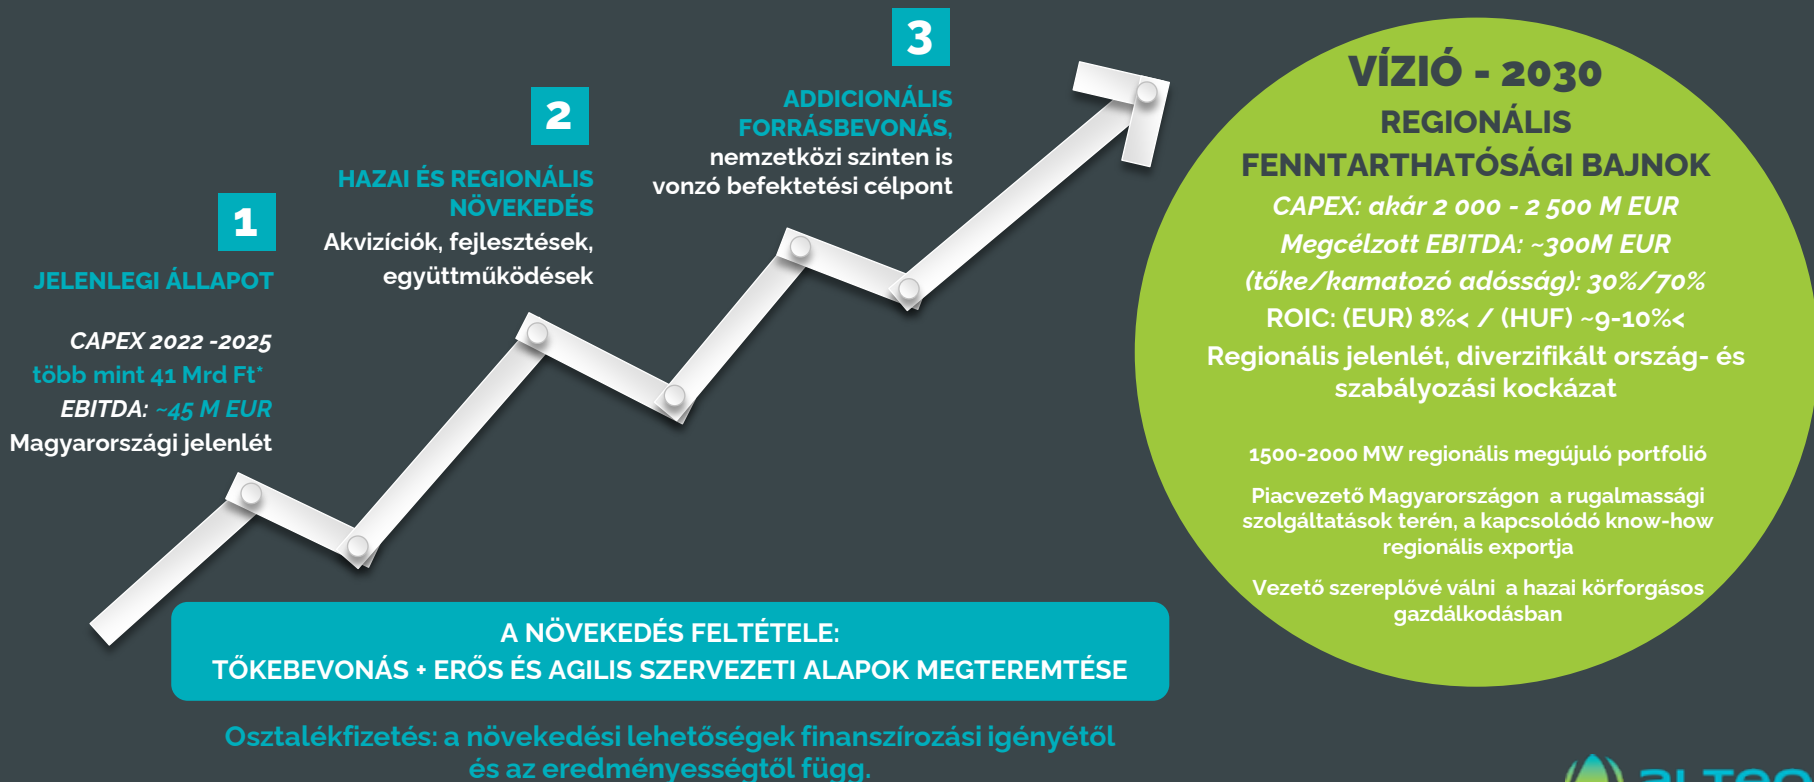 1
JELENLEGI ÁLLAPOT
CAPEX 2022 -2025
több mint 41 Mrd Ft*
EBITDA: ~45 M EUR
Magyarországi jelenlét
2
HAZAI ÉS REGIONÁLIS
NÖVEKEDÉS
Akvizíciók, fejlesztések,
együttműködések
3
ADDICIONÁLIS
FORRÁSBEVONÁS,
nemzetközi szinten is
vonzó befektetési célpont
VÍZIÓ - 2030
REGIONÁLIS
FENNTARTHATÓSÁGI BAJNOK
CAPEX: akár 2 000 - 2 500 M EUR
Megcélzott EBITDA: ~300M EUR
(tőke/kamatozó adósság): 30%/70%
ROIC: (EUR) 8%< / (HUF) ~9-10%<
Regionális jelenlét, diverzifikált ország- és
szabályozási kockázat
1500-2000 MW regionális megújuló portfolió
Piacvezető Magyarországon a rugalmassági
szolgáltatások terén, a kapcsolódó know-how
regionális exportja
Vezető szereplővé válni a hazai körforgásos
gazdálkodásban
A NÖVEKEDÉS FELTÉTELE:
TŐKEBEVONÁS + ERŐS ÉS AGILIS SZERVEZETI ALAPOK MEGTEREMTÉSE
Osztalékfizetés: a növekedési lehetőségek finanszírozási igényétől
és az eredményességtől függ.